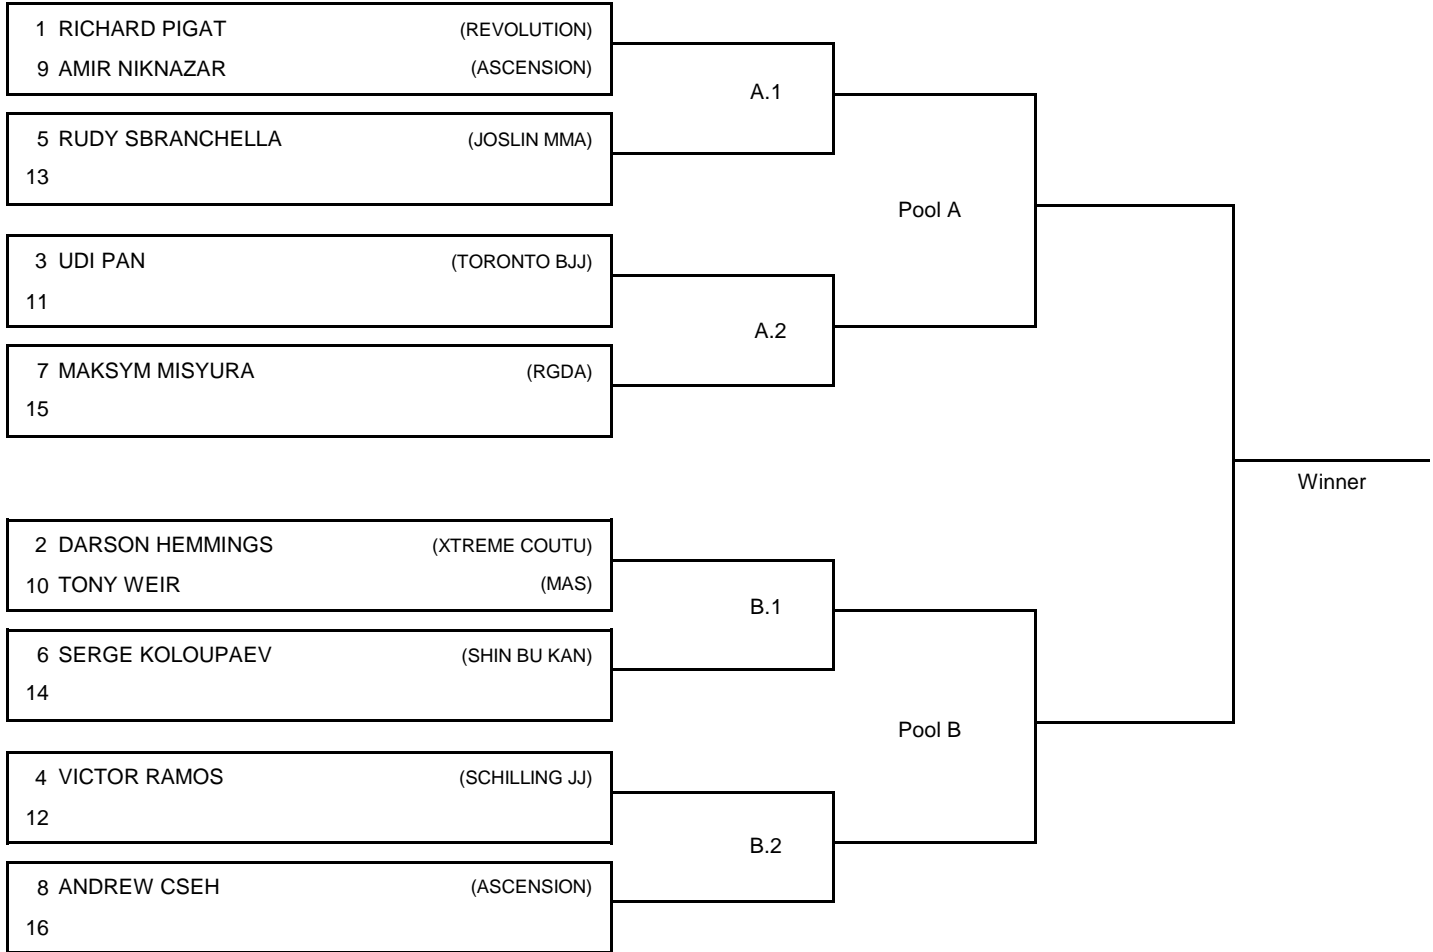 1 RICHARD PIGAT (REVOLUTION)
9 AMIR NIKNAZAR (ASCENSION)
A.1
5 RUDY SBRANCHELLA (JOSLIN MMA)
13
Pool A
3 UDI PAN (TORONTO BJJ)
11
A.2
7 MAKSYM MISYURA (RGDA)
15
Winner
2 DARSON HEMMINGS (XTREME COUTU)
10 TONY WEIR (MAS)
B.1
6 SERGE KOLOUPAEV (SHIN BU KAN)
14
Pool B
4 VICTOR RAMOS (SCHILLING JJ)
12
B.2
8 ANDREW CSEH (ASCENSION)
16